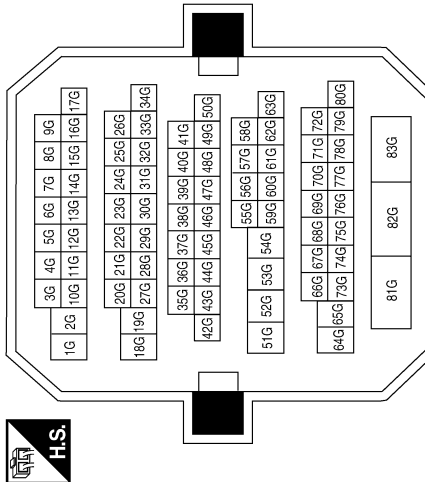 H.S.
1G 2G 3G 4G 5G 6G 7G 8G 9G
10G 11G 12G 13G 14G 15G 16G 17G
18G 19G 20G 21G 22G 23G 24G 25G 26G
27G 28G 29G 30G 31G 32G 33G 34G
35G 36G 37G 38G 39G 40G 41G
42G 43G 44G 45G 46G 47G 48G 49G 50G
51G 52G 53G 54G 55G 56G 57G 58G
59G 60G 61G 62G 63G
64G 65G 66G 67G 68G 69G 70G 71G 72G
73G 74G 75G 76G 77G 78G 79G 80G
81G 82G 83G